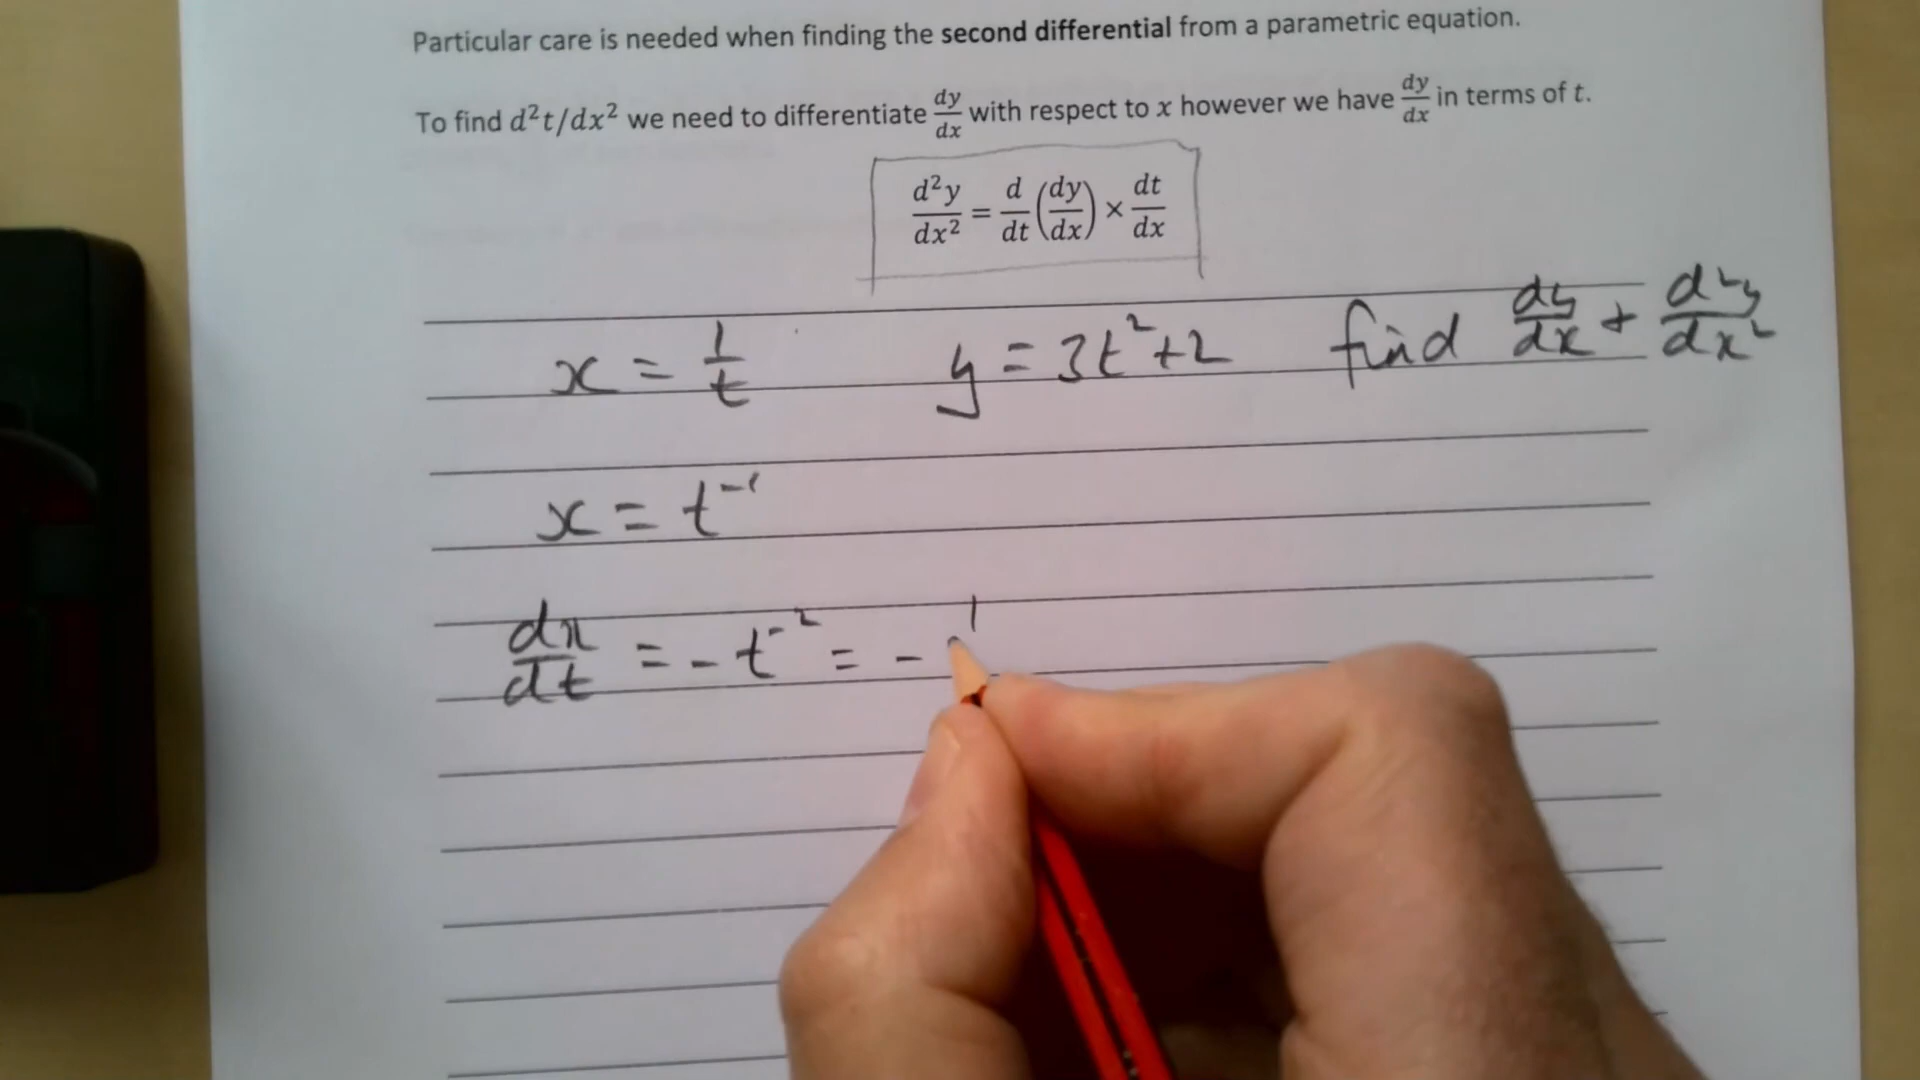 Particular care is needed when finding the second differential from a parametric equation.
To find d²t/dx² we need to differentiate dy/dx with respect to x however we have dy/dx in terms of t.
d²y/dx² = d/dt (dy/dx) × dt/dx
x = 1/t y = 3t² + 2 find dy/dx + d²y/dx²
x = t⁻¹
dx/dt = - t⁻² = - 1